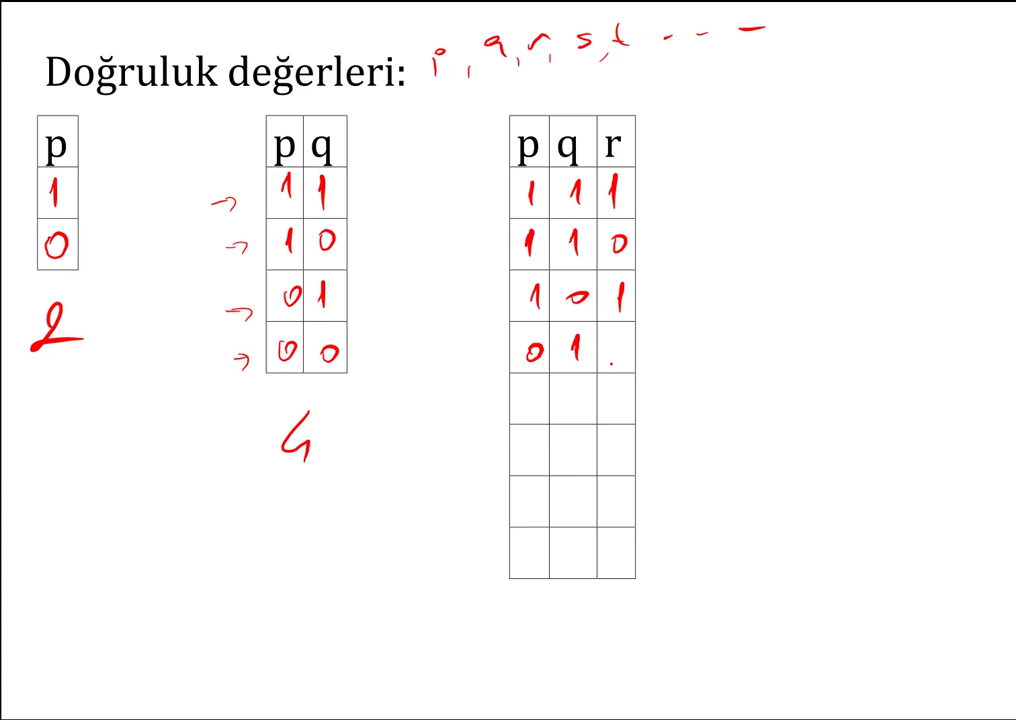 Doğruluk değerleri: p, q, r, s, t . . . -
p p q p q r
1 → 1 1 1 1 1
0 → 1 0 1 1 0
→ 0 1 1 0 1
→ 0 0 0 1 .
2
4